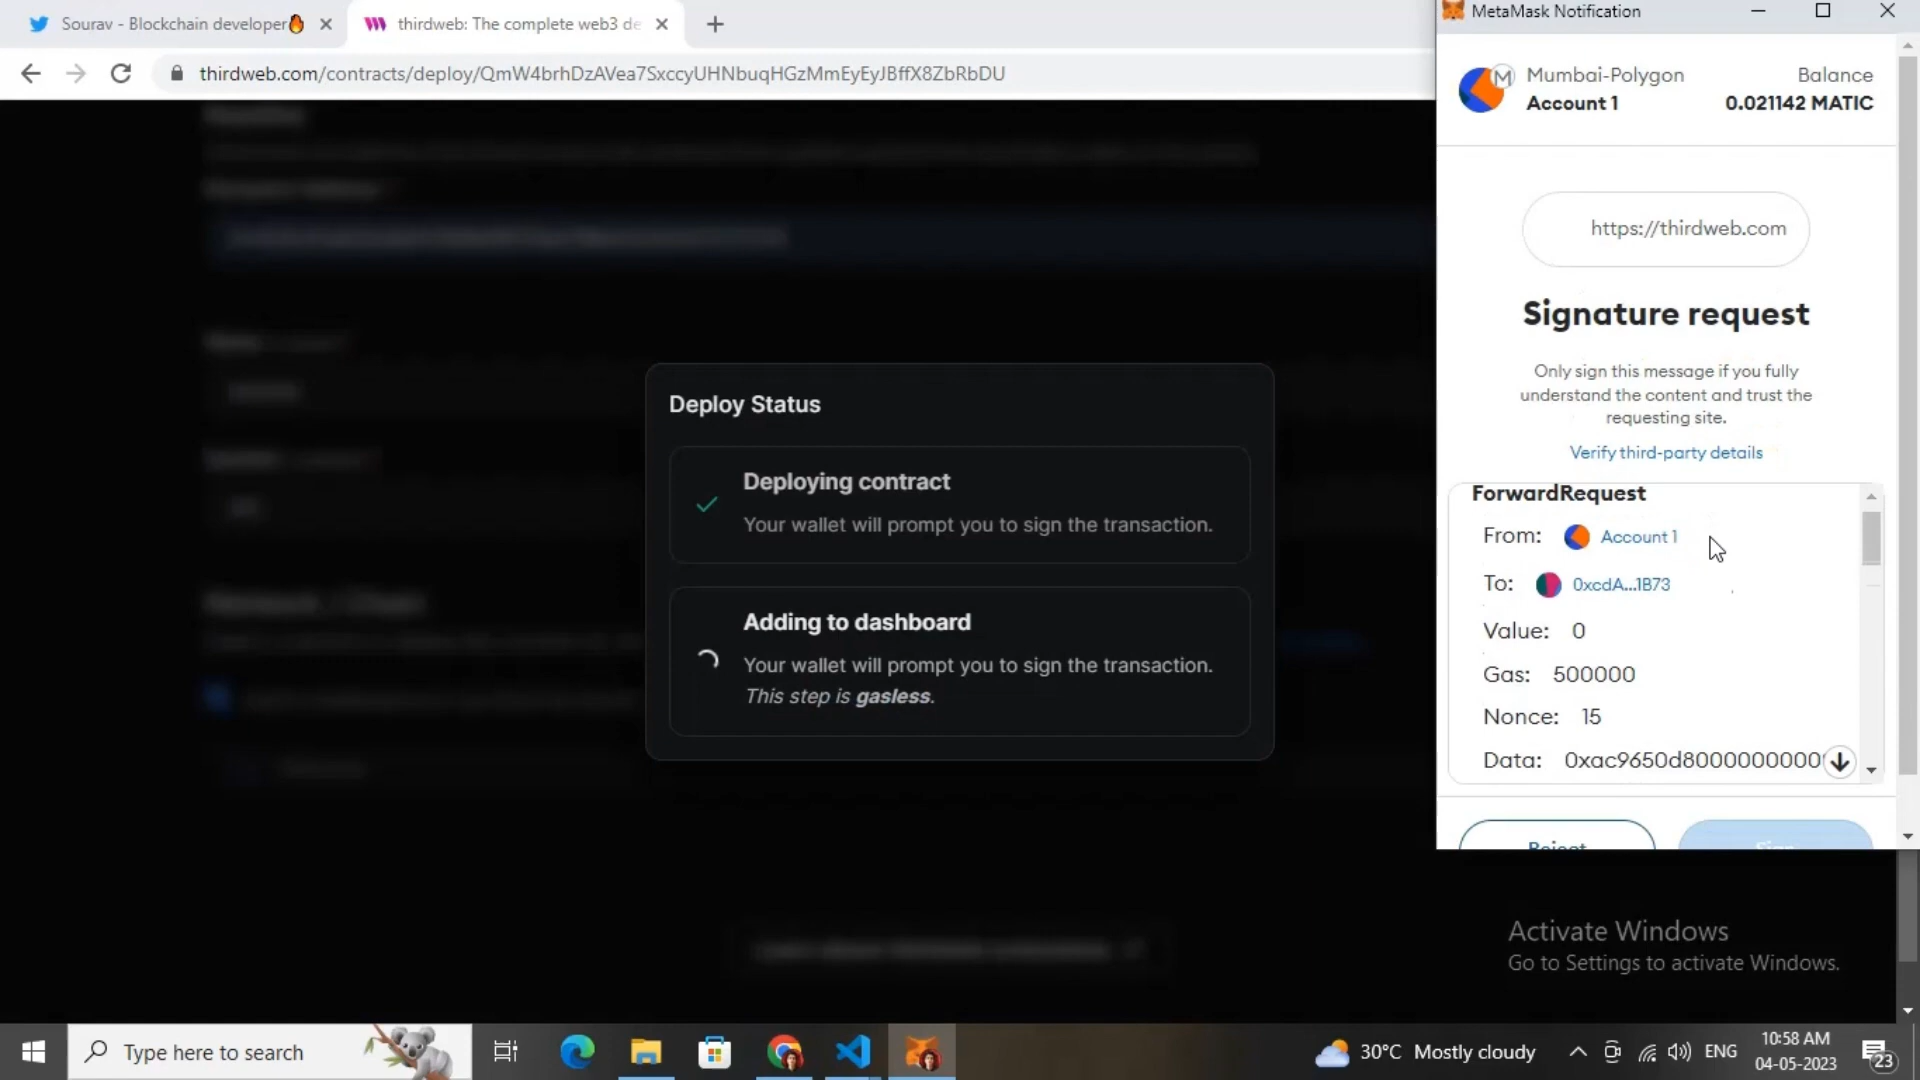 Sourav - Blockchain developer🔥
thirdweb: The complete web3 de
thirdweb.com/contracts/deploy/QmW4brhDzAVea7SxccyUHNbuqHGzMmEyEyJBffX8ZbRbDU
Deploy Status
Deploying contract
Your wallet will prompt you to sign the transaction.
Adding to dashboard
Your wallet will prompt you to sign the transaction.
This step is gasless.
MetaMask Notification
Mumbai-Polygon
Balance
Account 1
0.021142 MATIC
https://thirdweb.com
Signature request
Only sign this message if you fully
understand the content and trust the
requesting site.
Verify third-party details
ForwardRequest
From: Account 1
To: 0xcdA...1B73
Value: 0
Gas: 500000
Nonce: 15
Data: 0xac9650d8000000000
Reject
Sign
Activate Windows
Go to Settings to activate Windows.
Type here to search
30°C Mostly cloudy
ENG
10:58 AM
04-05-2023
23